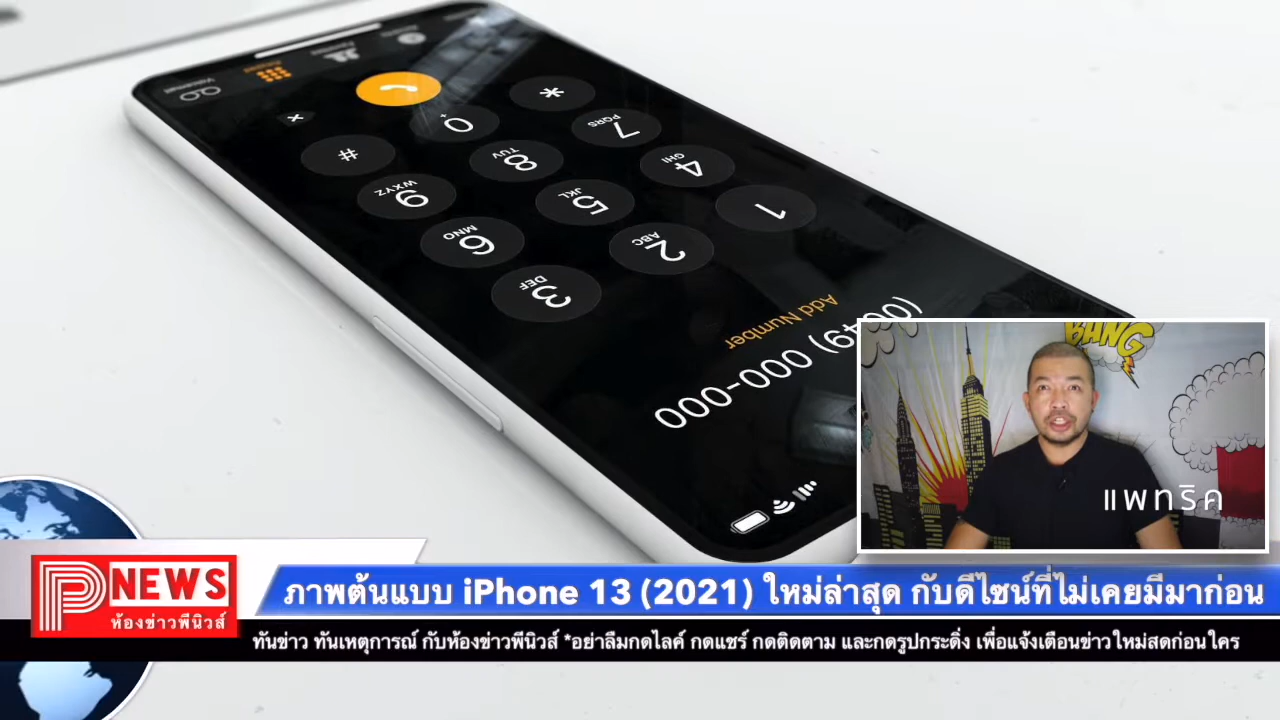 Voicemail
Keypad
*
0
+
#
7
PQRS
8
TUV
9
WXYZ
4
GHI
5
JKL
6
MNO
1
2
ABC
3
DEF
Add Number
000-000
BANG
แพทริค
P NEWS
ห้องข่าวพีนิวส์
ภาพต้นแบบ iPhone 13 (2021) ใหม่ล่าสุด กับดีไซน์ที่ไม่เคยมีมาก่อน
ทันข่าว ทันเหตุการณ์ กับห้องข่าวพีนิวส์ *อย่าลืมกดไลค์ กดแชร์ กดติดตาม และกดรูปกระดิ่ง เพื่อแจ้งเตือนข่าวใหม่สดก่อนใคร